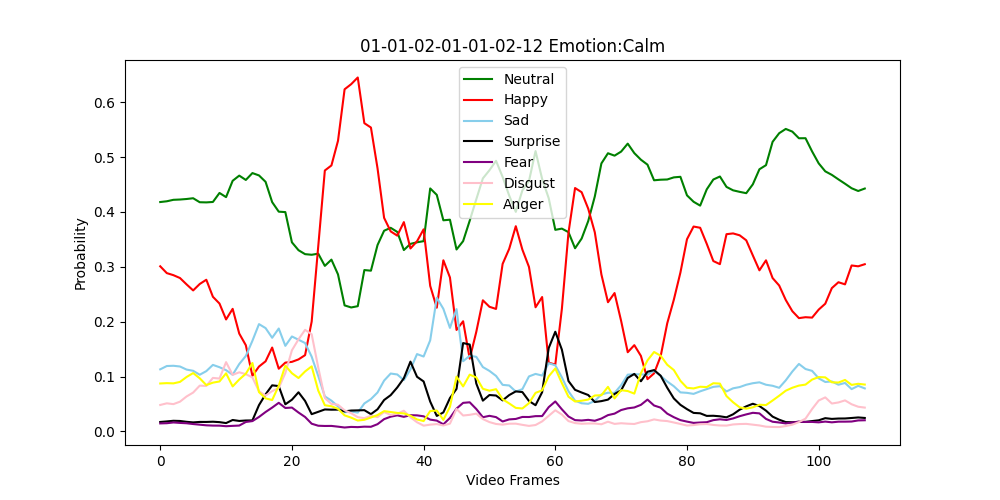 01-01-02-01-01-02-12 Emotion:Calm
Neutral
Happy
Sad
Surprise
Fear
Disgust
Anger
Probability
0.6
0.5
0.4
0.3
0.2
0.1
0.0
0 20 40 60 80 100
Video Frames